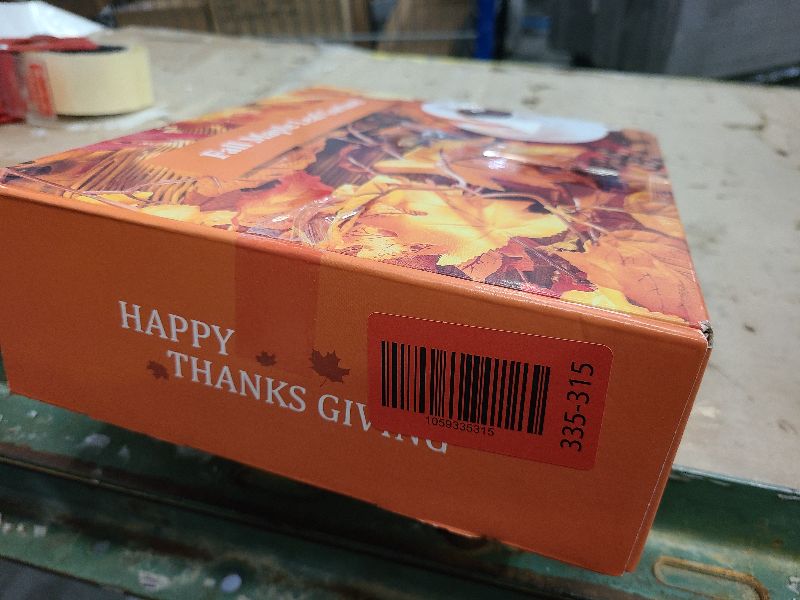 Fall Maple Leaf
HAPPY
THANKS GIVING
1059335315
335-315